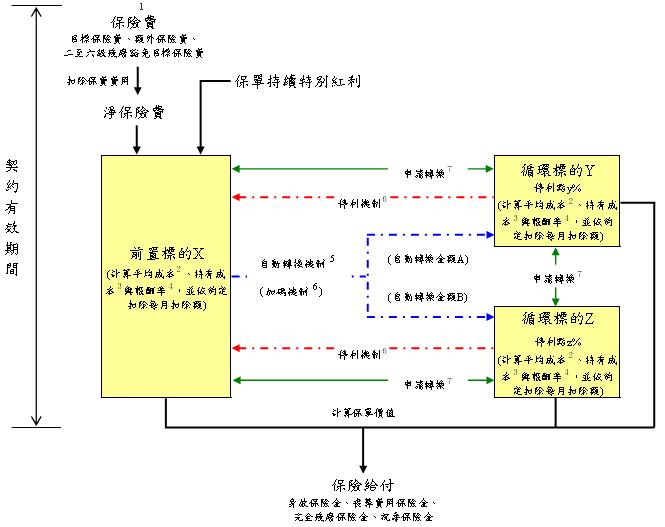 1
保險費
目標保險費、額外保險費、
二至六級殘廢豁免目標保險費
扣除保費費用
保單持續特別紅利
淨保險費
契約有效期間
前置標的X
(計算平均成本2、持有成
本3與報酬率4，並依約定
扣除每月扣除額)
申請轉換7
停利機制6
自動轉換機制5
(加碼機制6)
(自動轉換金額A)
(自動轉換金額B)
停利機制6
申請轉換7
循環標的Y
停利點y%
(計算平均成本2、持有成
本3與報酬率4，並依約
定扣除每月扣除額)
申請轉換7
循環標的Z
停利點z%
(計算平均成本2、持有成
本3與報酬率4，並依約
定扣除每月扣除額)
計算保單價值
保險給付
身故保險金、喪葬費用保險金、
完全殘廢保險金、祝壽保險金